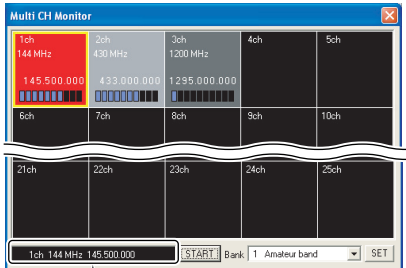 Multi CH Monitor
1ch 2ch 3ch 4ch 5ch
144 MHz 430 MHz 1200 MHz
145.500.000 433.000.000 1295.000.000
6ch 7ch 8ch 9ch 10ch
21ch 22ch 23ch 24ch 25ch
1ch 144 MHz 145.500.000 START Bank 1 Amateur band SET